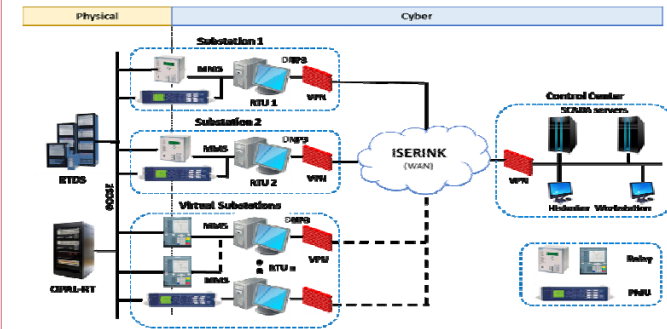 Physical
Cyber
Substation 1
MMS
DNP3
RTU 1
VPN
Substation 2
MMS
DNP3
RTU 2
VPN
RTDS
Virtual Substations
MMS
DNP3
VPN
MMS
RTU n
OPAL-RT
ISERINK
(WAN)
Control Center
SCADA servers
VPN
Historian Workstation
Relay
PMU